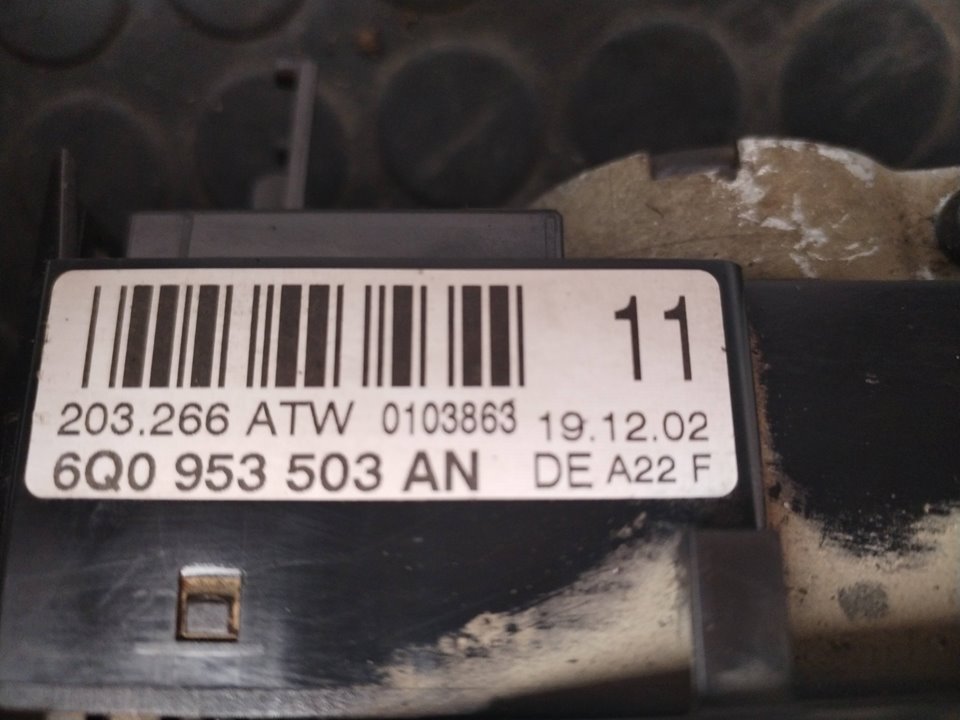 11
203.266 ATW 0103863 19.12.02
6Q0 953 503 AN DE A22 F